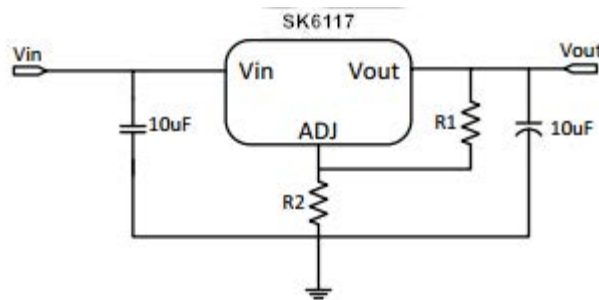 SK6117
Vin
Vout
Vin
Vout
10uF
R1
10uF
ADJ
R2